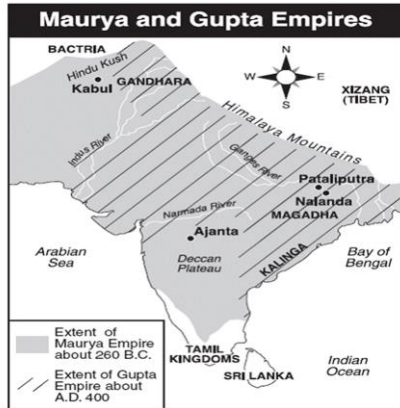 Maurya and Gupta Empires
BACTRIA
Hindu Kush
GANDHARA
Kabul
N
W
E
S
XIZANG
(TIBET)
Himalaya Mountains
Indus River
Ganges River
Pataliputra
Nalanda
MAGADHA
Narmada River
Ajanta
Arabian
Sea
Deccan
Plateau
KALINGA
Bay of
Bengal
Extent of
Maurya Empire
about 260 B.C.
Extent of Gupta
Empire about
A.D. 400
TAMIL
KINGDOMS
SRI LANKA
Indian
Ocean